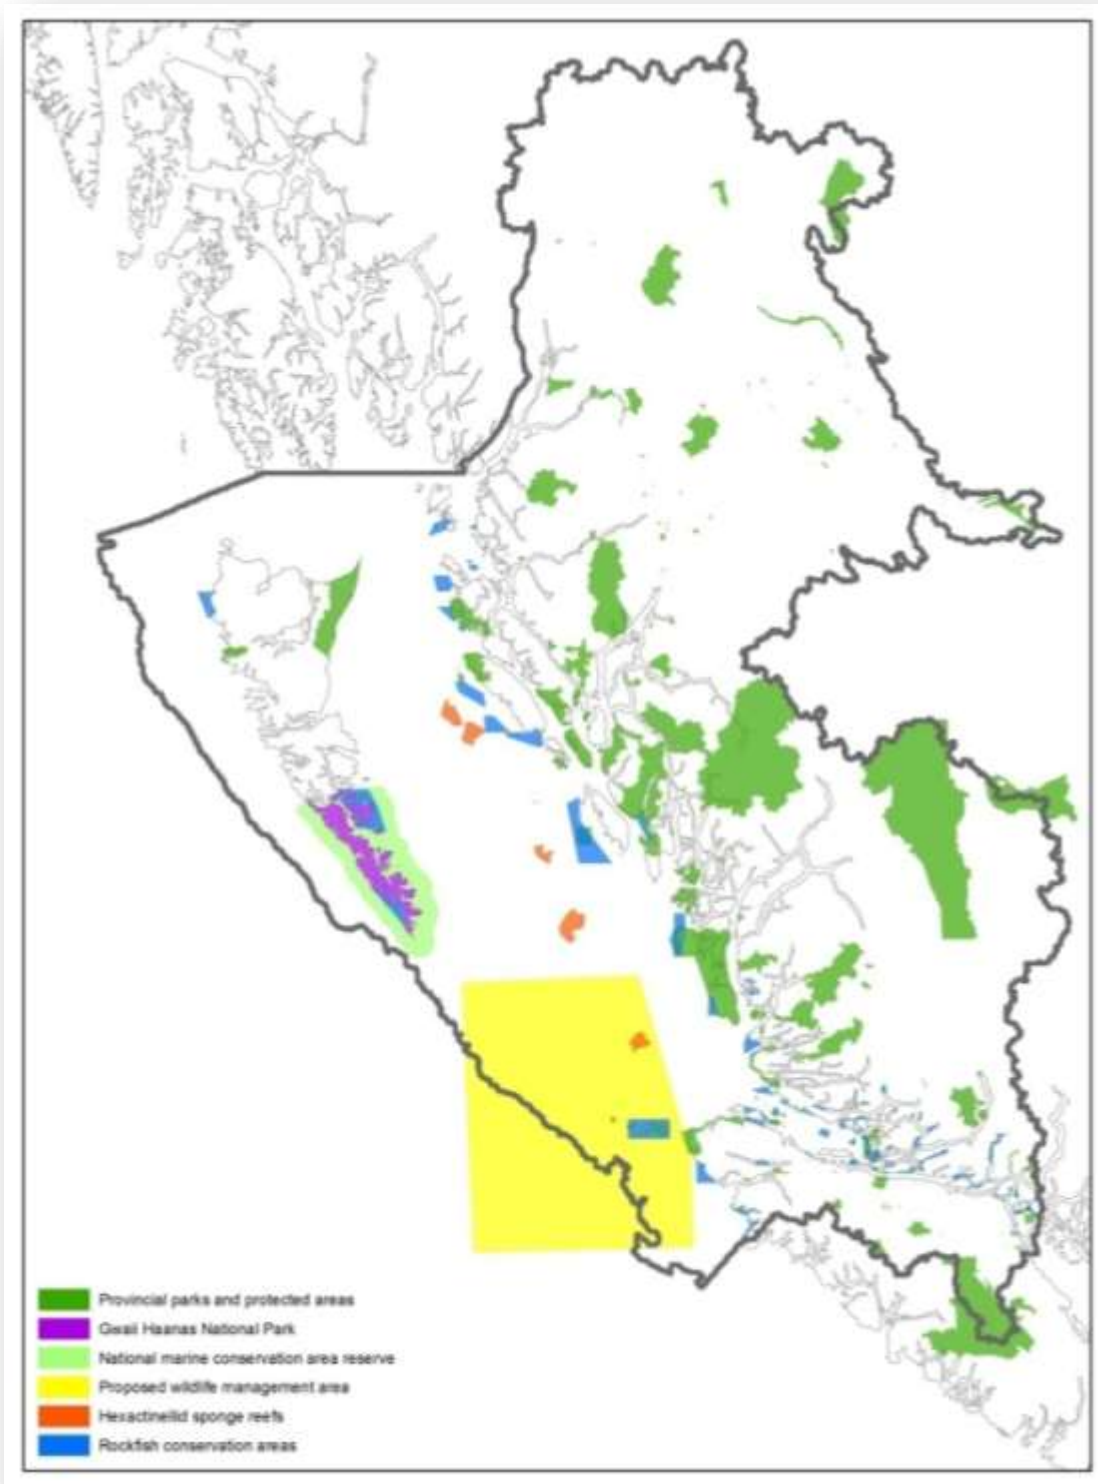 Provincial parks and protected areas
Gwaii Haanas National Park
National marine conservation area reserve
Proposed wildlife management area
Hexactinellid sponge reefs
Rockfish conservation areas